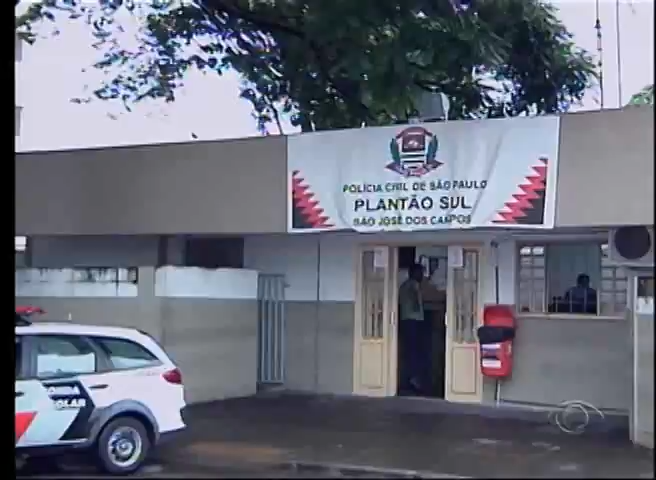 POLÍCIA CIVIL DE SÃO PAULO
PLANTÃO SUL
SÃO JOSÉ DOS CAMPOS